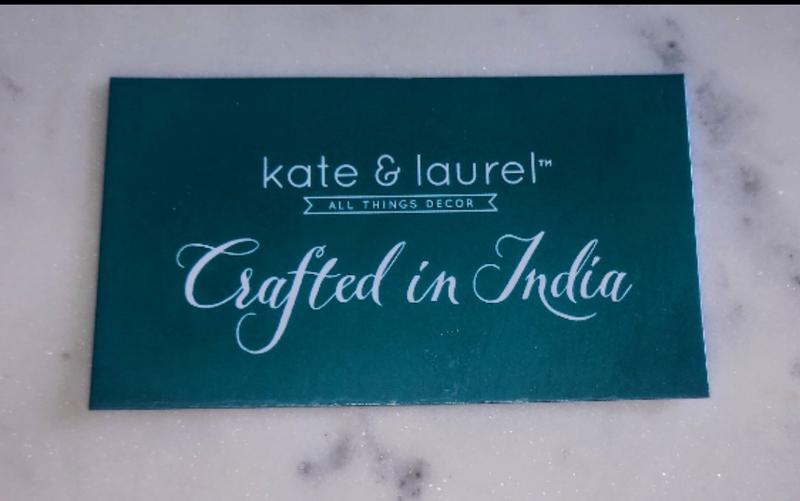 kate & laurel™
ALL THINGS DECOR
Crafted in India